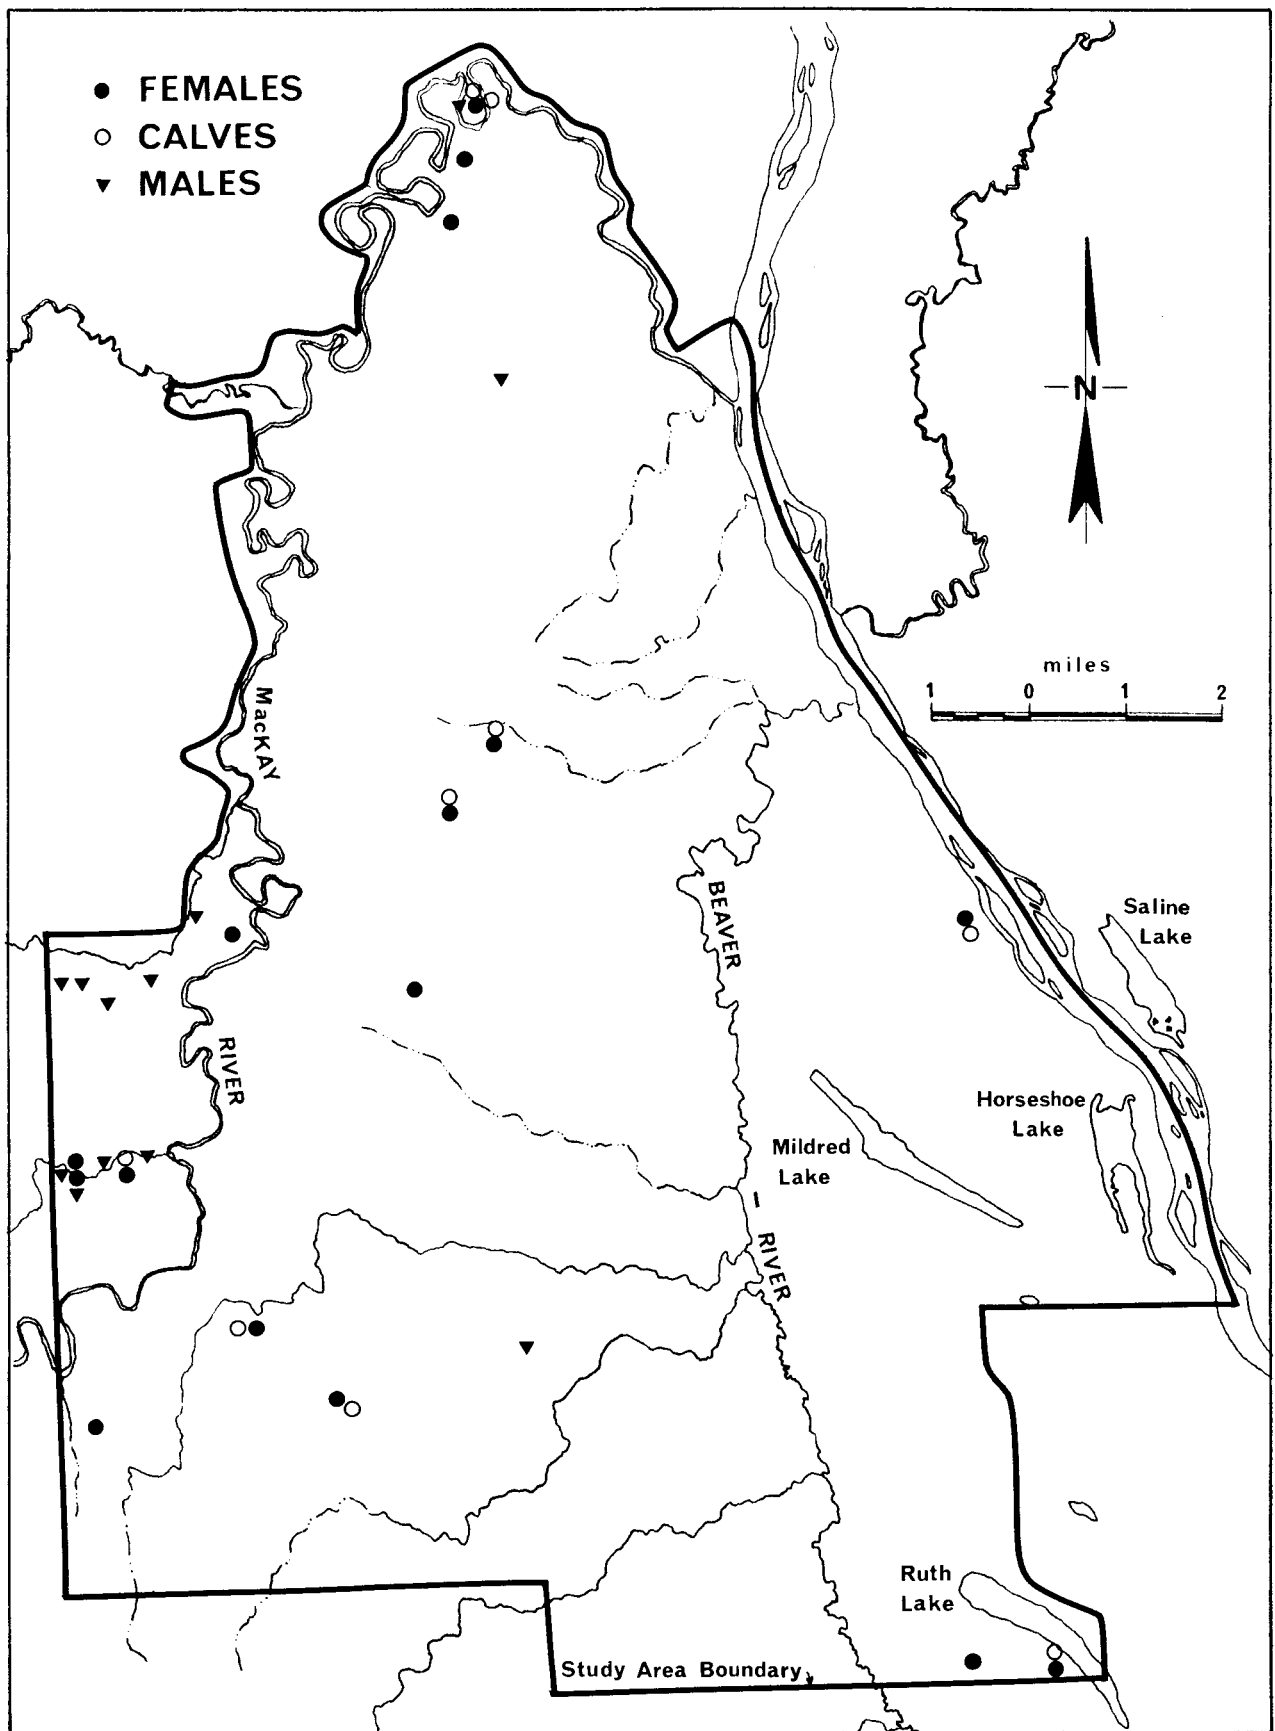 FEMALES
CALVES
MALES
N
miles
1 0 1 2
MacKAY
RIVER
BEAVER
RIVER
Saline
Lake
Horseshoe
Lake
Mildred
Lake
Ruth
Lake
Study Area Boundary